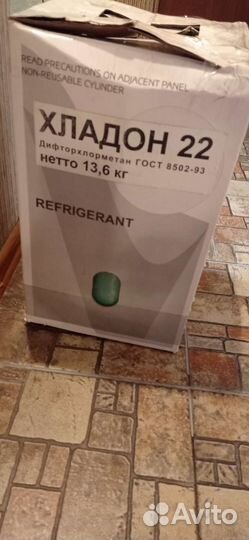 READ PRECAUTIONS ON ADJACENT PANEL
NON-REUSABLE CYLINDER
ХЛАДОН 22
Дифторхлорметан ГОСТ 8502-93
нетто 13,6 кг
REFRIGERANT
Avito